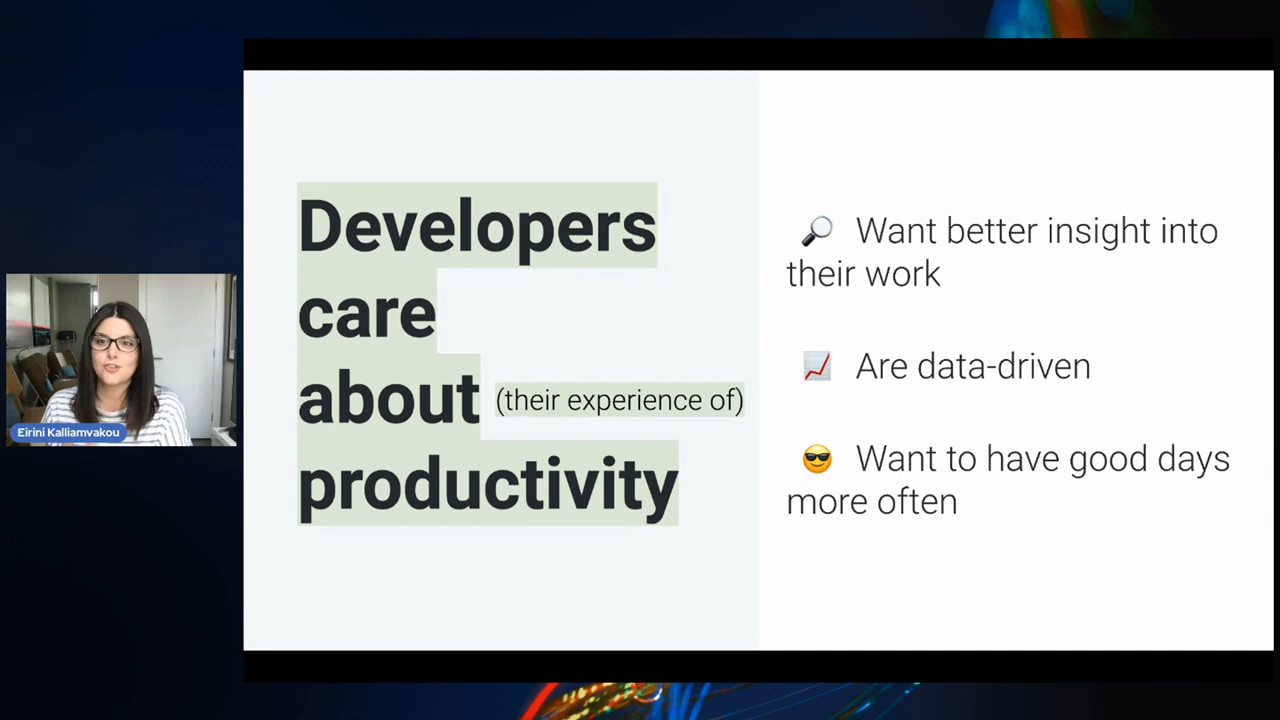 Developers
care
about (their experience of)
productivity
Want better insight into
their work
Are data-driven
Want to have good days
more often
Eirini Kalliamvakou